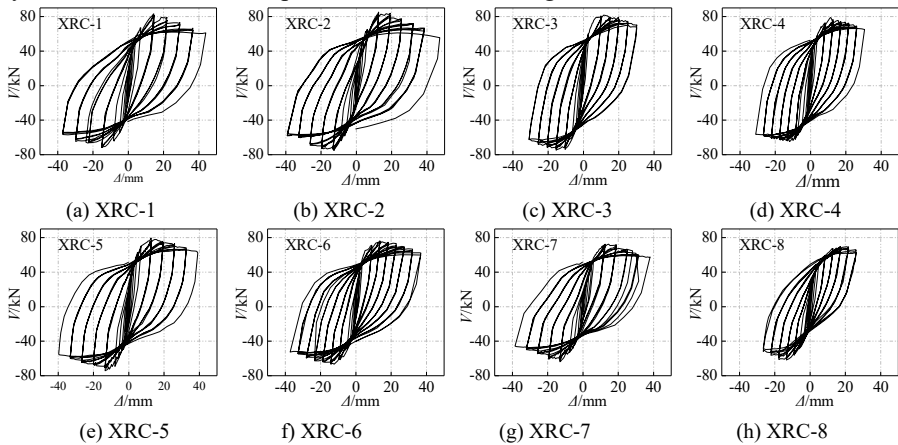 XRC-1
XRC-2
XRC-3
XRC-4
V/kN
80
40
0
-40
-80
-40 -20 0 20 40
Δ/mm
V/kN
80
40
0
-40
-80
-40 -20 0 20 40
Δ/mm
V/kN
80
40
0
-40
-80
-40 -20 0 20 40
Δ/mm
V/kN
80
40
0
-40
-80
-40 -20 0 20 40
Δ/mm
(a) XRC-1
(b) XRC-2
(c) XRC-3
(d) XRC-4
XRC-5
XRC-6
XRC-7
XRC-8
V/kN
80
40
0
-40
-80
-40 -20 0 20 40
Δ/mm
V/kN
80
40
0
-40
-80
-40 -20 0 20 40
Δ/mm
V/kN
80
40
0
-40
-80
-40 -20 0 20 40
Δ/mm
V/kN
80
40
0
-40
-80
-40 -20 0 20 40
Δ/mm
(e) XRC-5
f) XRC-6
(g) XRC-7
(h) XRC-8